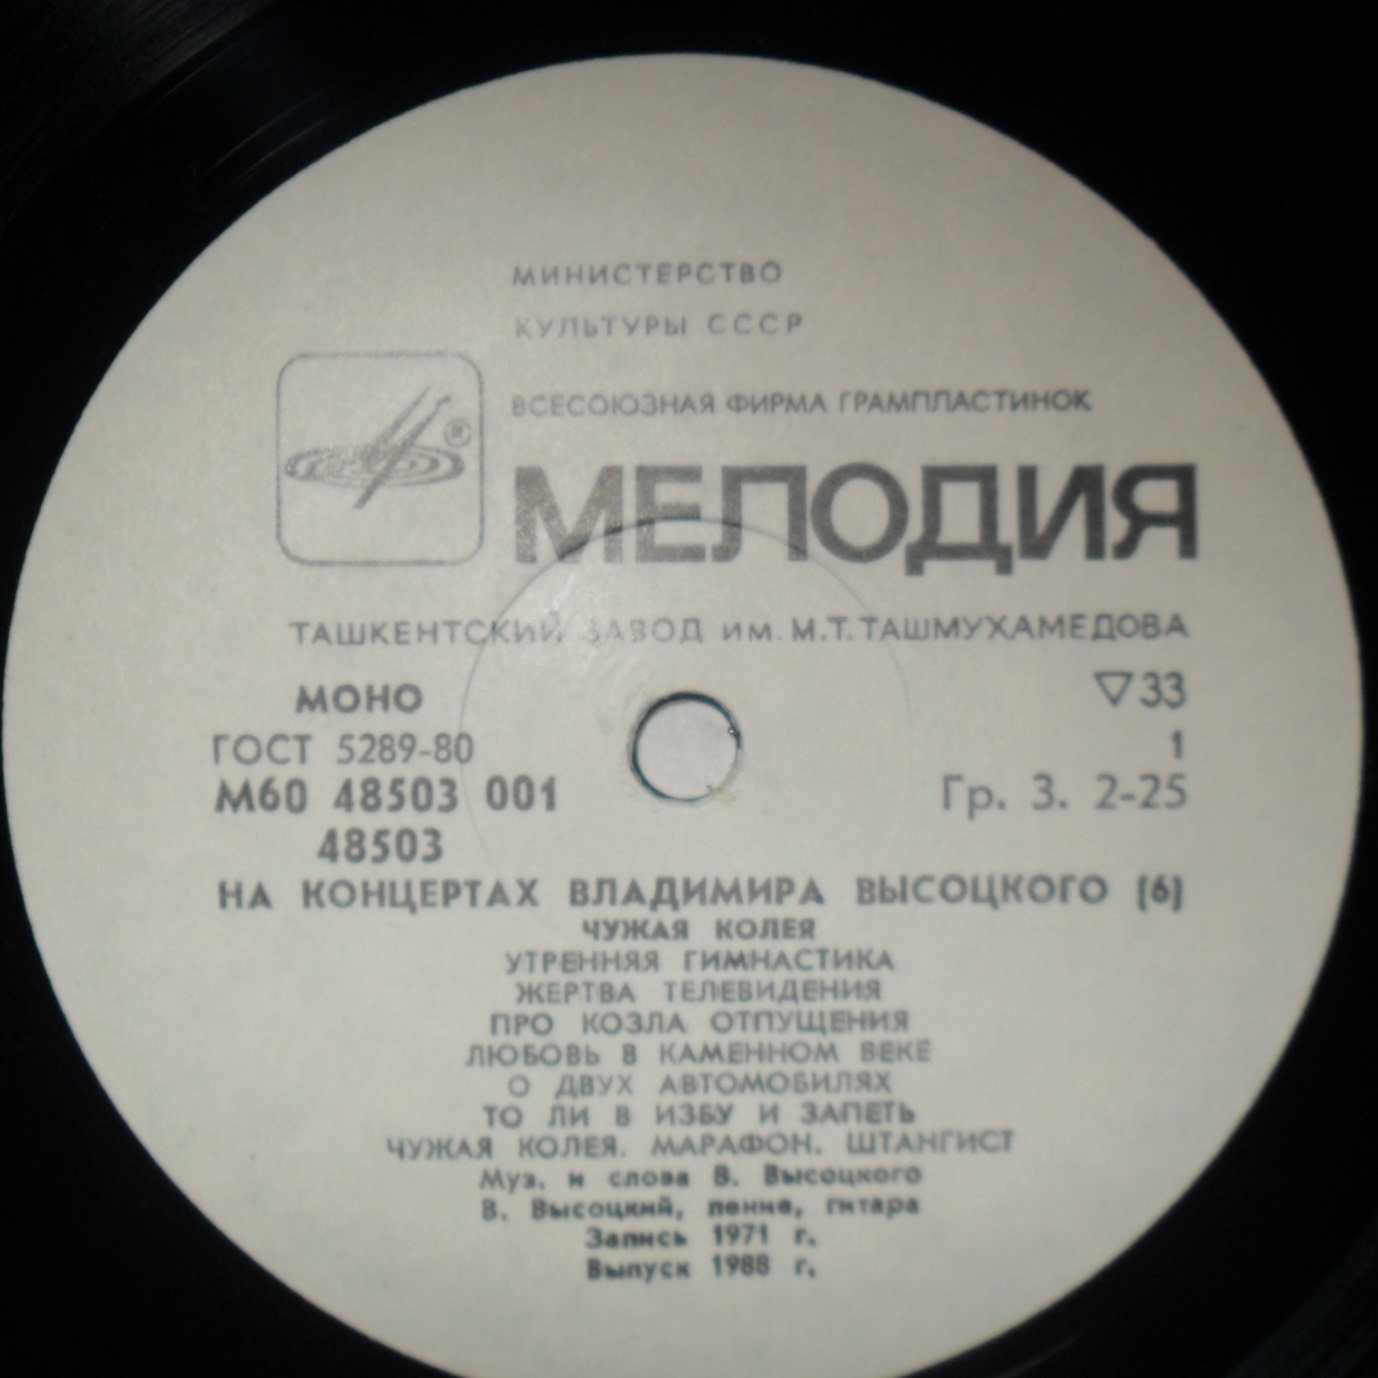 МИНИСТЕРСТВО
КУЛЬТУРЫ СССР
ВСЕСОЮЗНАЯ ФИРМА ГРАМПЛАСТИНОК
®
МЕЛОДИЯ
ТАШКЕНТСКИЙ ЗАВОД им. М.Т.ТАШМУХАМЕДОВА
МОНО ▽33
ГОСТ 5289-80 1
М60 48503 001 Гр. 3. 2-25
48503
НА КОНЦЕРТАХ ВЛАДИМИРА ВЫСОЦКОГО (6)
ЧУЖАЯ КОЛЕЯ
УТРЕННЯЯ ГИМНАСТИКА
ЖЕРТВА ТЕЛЕВИДЕНИЯ
ПРО КОЗЛА ОТПУЩЕНИЯ
ЛЮБОВЬ В КАМЕННОМ ВЕКЕ
О ДВУХ АВТОМОБИЛЯХ
ТО ЛИ В ИЗБУ И ЗАПЕТЬ
ЧУЖАЯ КОЛЕЯ. МАРАФОН. ШТАНГИСТ
Муз. и слова В. Высоцкого
В. Высоцкий, пение, гитара
Запись 1971 г.
Выпуск 1988 г.